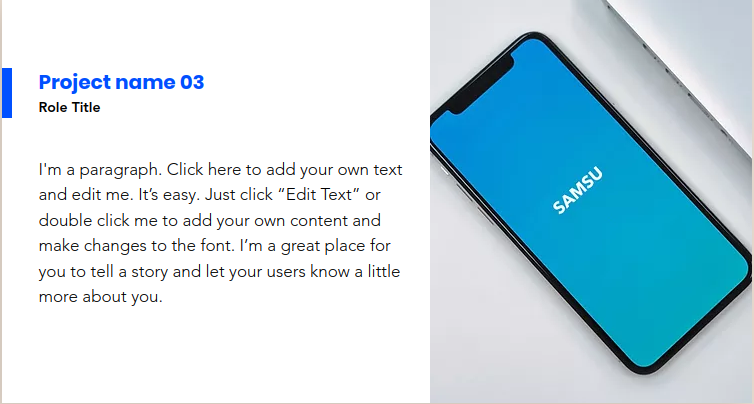 Project name 03
Role Title
I'm a paragraph. Click here to add your own text
and edit me. It’s easy. Just click “Edit Text” or
double click me to add your own content and
make changes to the font. I’m a great place for
you to tell a story and let your users know a little
more about you.
SAMSU